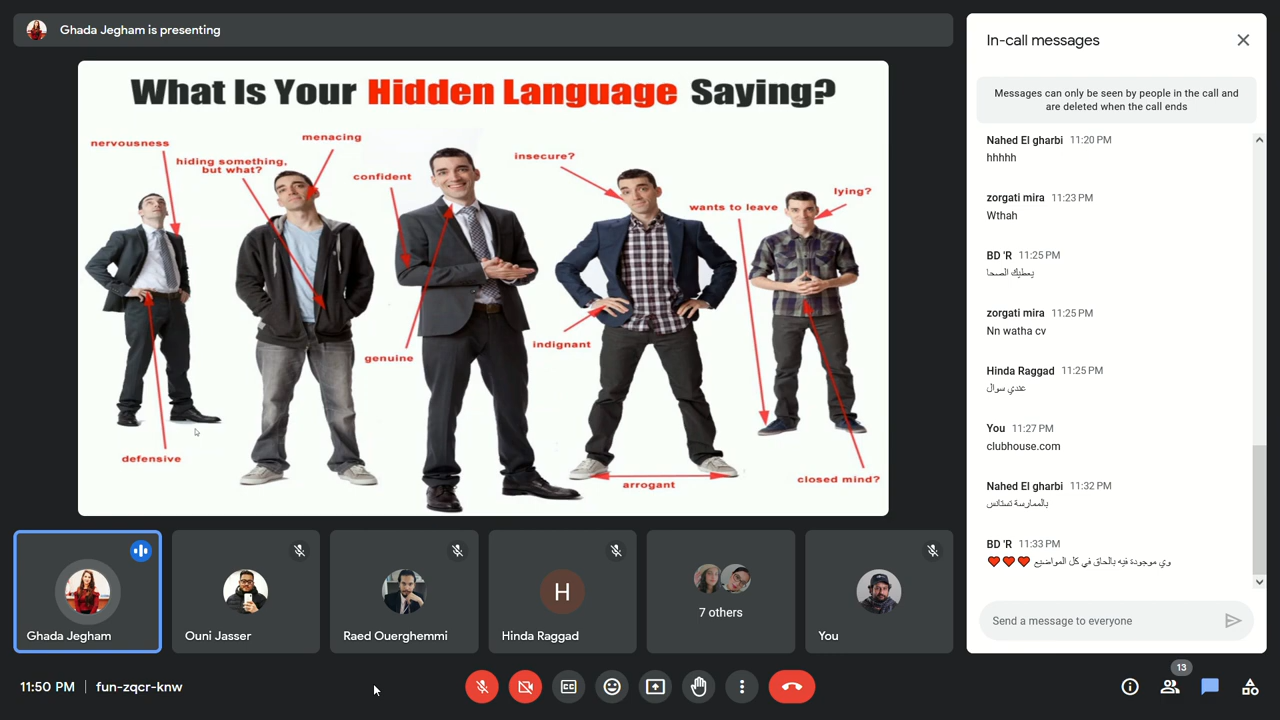 Ghada Jegham is presenting
What Is Your Hidden Language Saying?
nervousness
hiding something,
but what?
menacing
confident
insecure?
wants to leave
lying?
genuine
indignant
defensive
arrogant
closed mind?
Ghada Jegham
Ouni Jasser
Raed Ouerghemmi
H
Hinda Raggad
7 others
You
11:50 PM | fun-zqcr-knw
13
In-call messages
Messages can only be seen by people in the call and
are deleted when the call ends
Nahed El gharbi 11:20 PM
hhhhh
zorgati mira 11:23 PM
Wthah
BD 'R 11:25 PM
يعطيك الصحا
zorgati mira 11:25 PM
Nn watha cv
Hinda Raggad 11:25 PM
عندي سوال
You 11:27 PM
clubhouse.com
Nahed El gharbi 11:32 PM
بالممارسة تستانس
BD 'R 11:33 PM
وي موجودة فيه بالحاق في كل المواضيع ❤️❤️❤️
Send a message to everyone